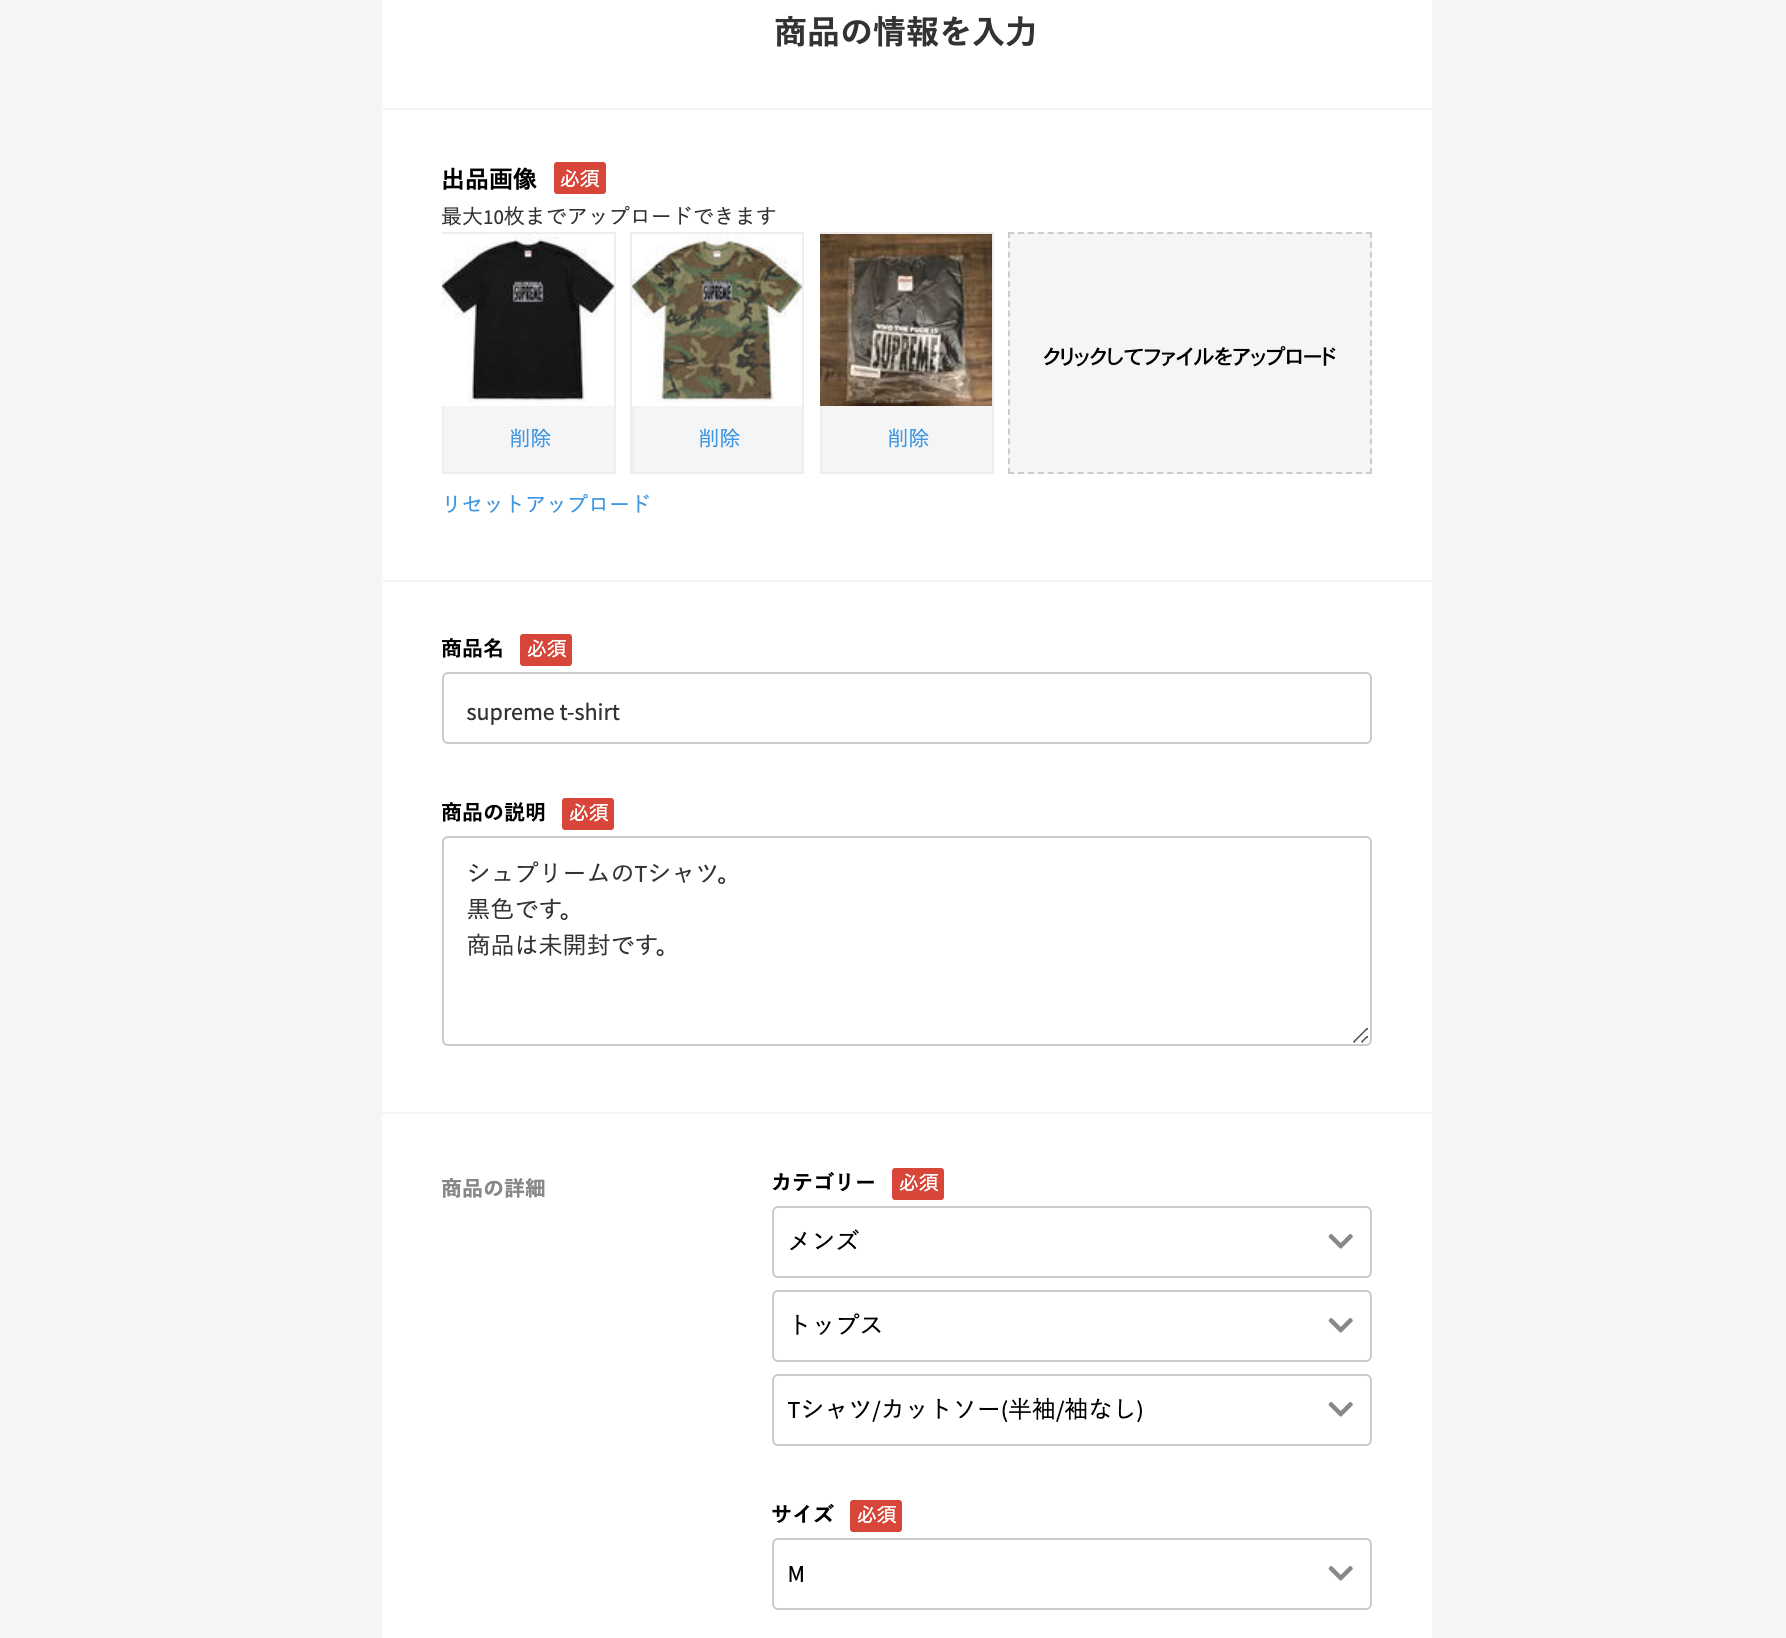 商品の情報を入力
出品画像 必須
最大10枚までアップロードできます
SUPREME
SUPREME
WHO THE FUCK IS
SUPREME
クリックしてファイルをアップロード
削除
削除
削除
リセットアップロード
商品名 必須
supreme t-shirt
商品の説明 必須
シュプリームのTシャツ。
黒色です。
商品は未開封です。
商品の詳細
カテゴリー 必須
メンズ
トップス
Tシャツ/カットソー(半袖/袖なし)
サイズ 必須
M